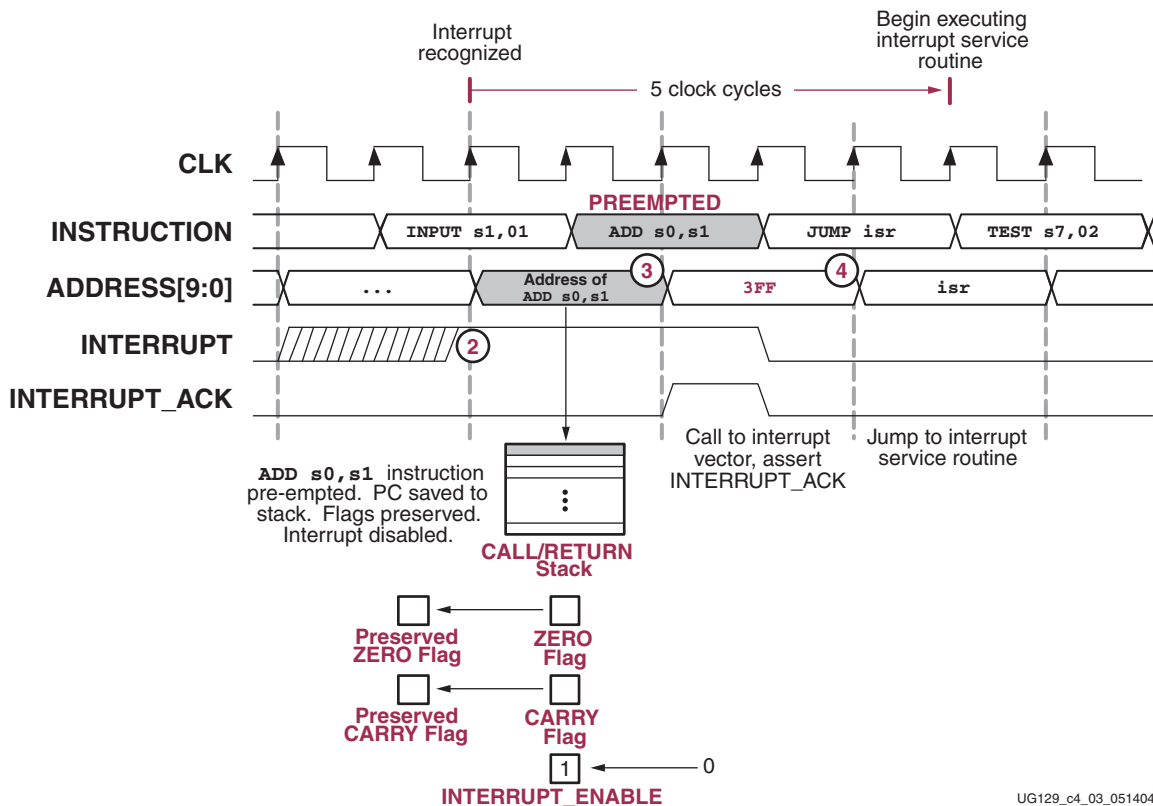 Interrupt
recognized
Begin executing
interrupt service
routine
5 clock cycles
CLK
PREEMPTED
INSTRUCTION
INPUT s1,01
ADD s0,s1
JUMP isr
TEST s7,02
ADDRESS[9:0]
...
Address of
ADD s0,s1
3
3FF
4
isr
INTERRUPT
2
INTERRUPT_ACK
ADD s0,s1 instruction
pre-empted. PC saved to
stack. Flags preserved.
Interrupt disabled.
Call to interrupt
vector, assert
INTERRUPT_ACK
Jump to interrupt
service routine
CALL/RETURN
Stack
Preserved
ZERO Flag
ZERO
Flag
Preserved
CARRY Flag
CARRY
Flag
1
0
INTERRUPT_ENABLE
UG129_c4_03_051404